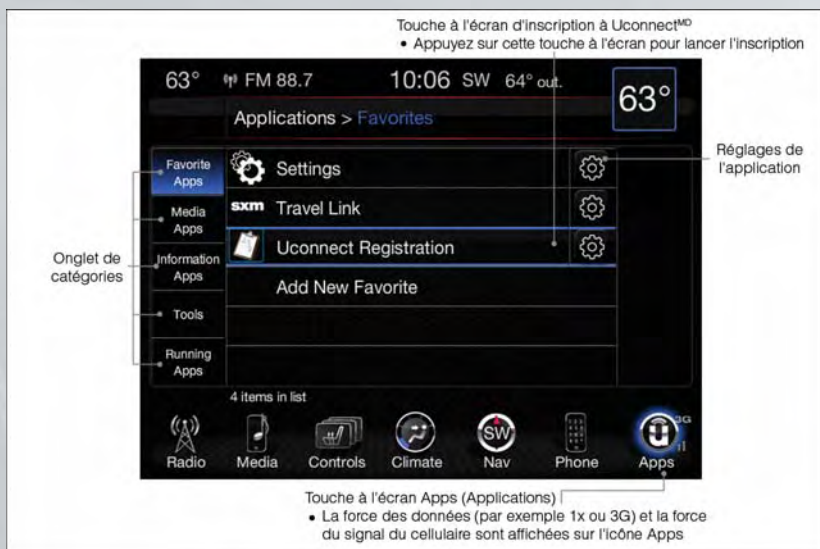 Touche à l'écran d'inscription à Uconnectᴹᴰ
• Appuyez sur cette touche à l'écran pour lancer l'inscription
63° FM 88.7 10:06 SW 64° out.
63°
Applications > Favorites
Réglages de
l'application
Favorite
Apps
Settings
Media
Apps
sxm Travel Link
Onglet de
catégories
Information
Apps
Uconnect Registration
Add New Favorite
Tools
Running
Apps
4 items in list
SW
3G
Radio Media Controls Climate Nav Phone Apps
Touche à l'écran Apps (Applications)
• La force des données (par exemple 1x ou 3G) et la force
du signal du cellulaire sont affichées sur l'icône Apps